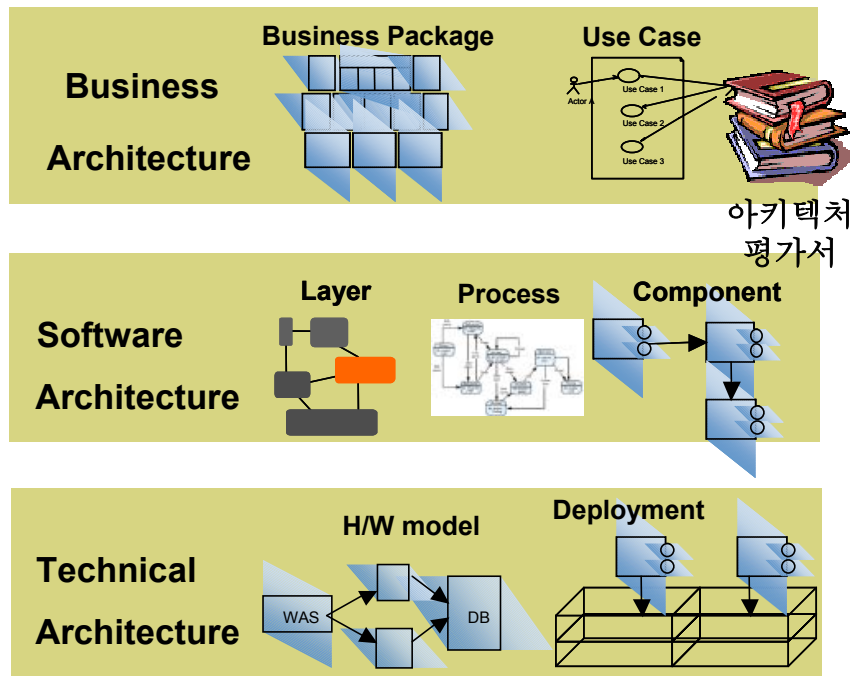 Business Package
Use Case
Business
Architecture
Actor A
Use Case 1
Use Case 2
Use Case 3
아키텍처
평가서
Layer
Process
Component
Software
Architecture
H/W model
Deployment
Technical
Architecture
WAS
DB